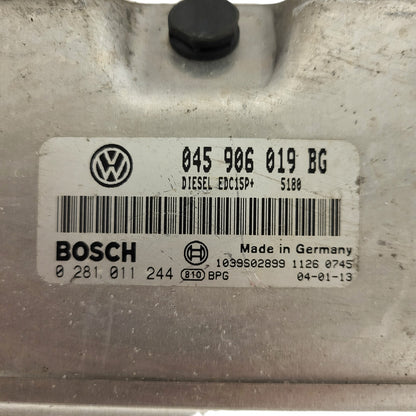 045 906 019 BG
DIESEL EDC15P+ 5180
BOSCH
Made in Germany
0 281 011 244 810 BPG
1039S02899 1126 0745
04-01-13